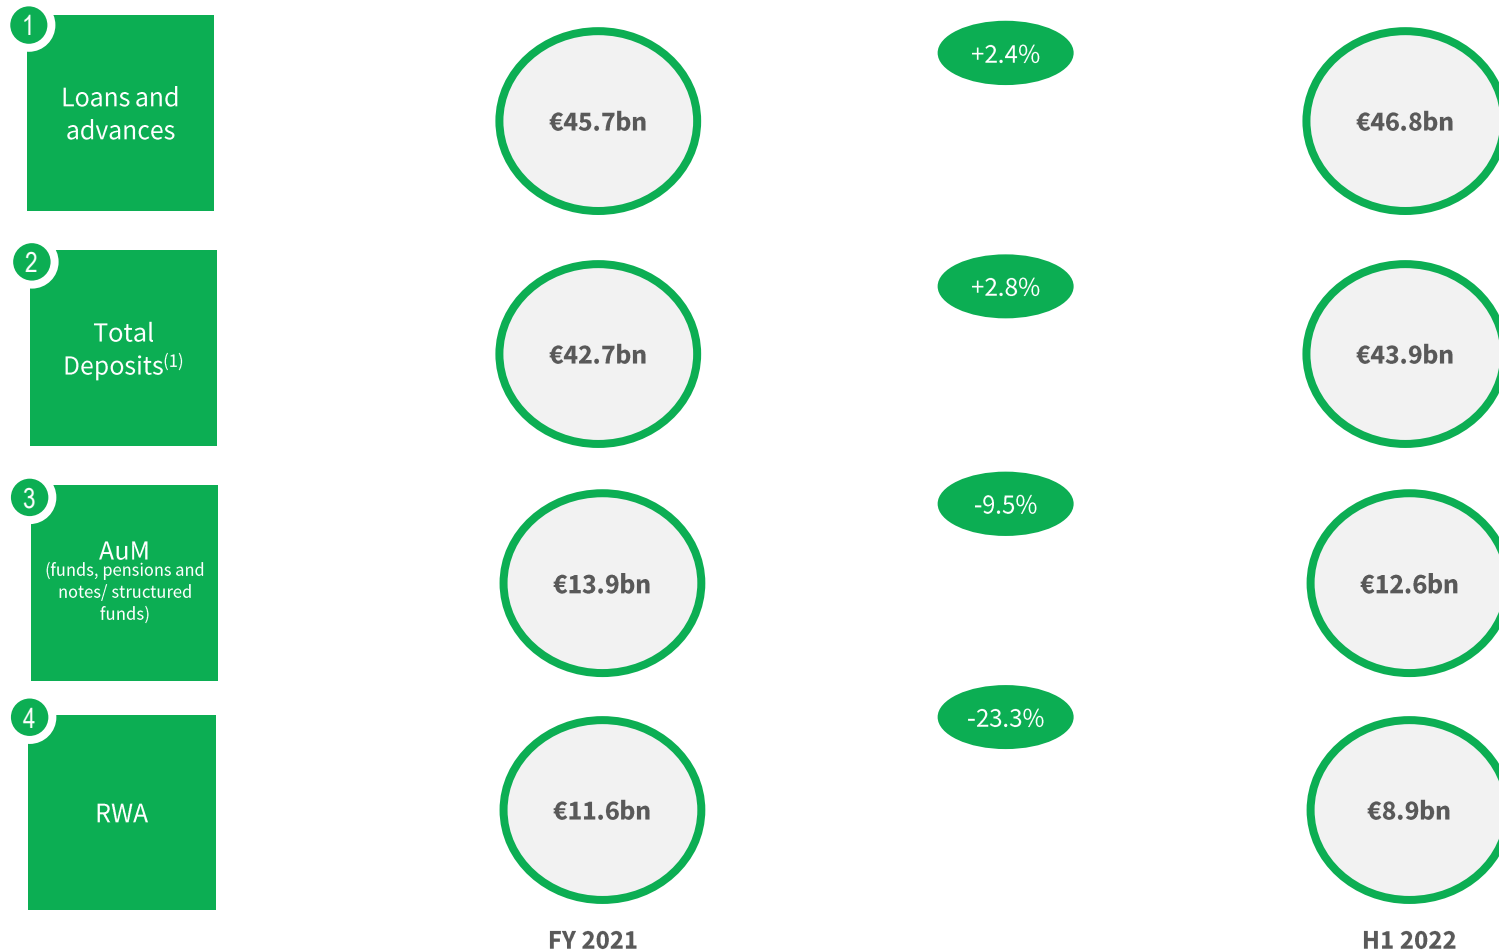 1
Loans and
advances
€45.7bn
+2.4%
€46.8bn
2
Total
Deposits(1)
€42.7bn
+2.8%
€43.9bn
3
AuM
(funds, pensions and
notes/ structured
funds)
€13.9bn
-9.5%
€12.6bn
4
RWA
€11.6bn
-23.3%
€8.9bn
FY 2021
H1 2022